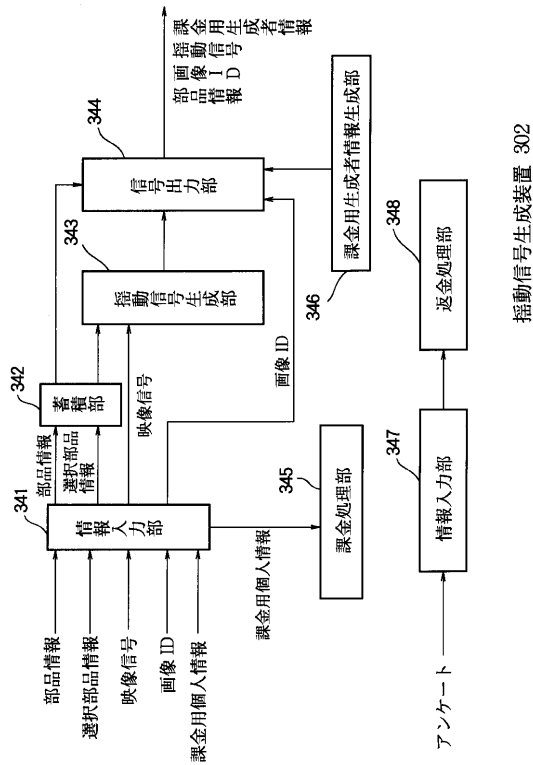 部品情報
選択部品情報
映像信号
画像ID
課金用個人情報
341
情報入力部
部品情報
選択部品
情報
映像信号
画像ID
342
蓄積部
343
揺動信号生成部
344
信号出力部
部品情報
画像ID
揺動信号
課金用生成者情報
346
課金用生成者情報生成部
課金用個人情報
345
課金処理部
アンケート
347
情報入力部
348
返金処理部
揺動信号生成装置 302